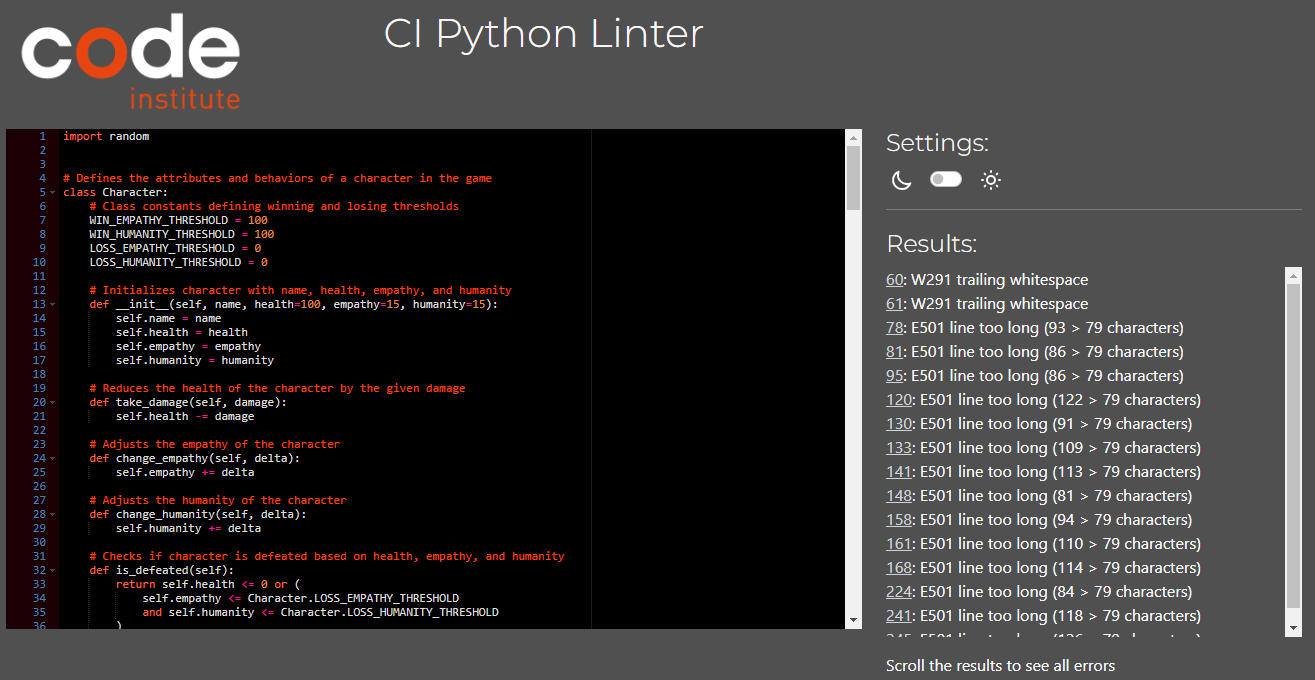 code
institute
CI Python Linter
1 import random
2
3
4 # Defines the attributes and behaviors of a character in the game
5 class Character:
6 # Class constants defining winning and losing thresholds
7 WIN_EMPATHY_THRESHOLD = 100
8 WIN_HUMANITY_THRESHOLD = 100
9 LOSS_EMPATHY_THRESHOLD = 0
10 LOSS_HUMANITY_THRESHOLD = 0
11
12 # Initializes character with name, health, empathy, and humanity
13 def __init__(self, name, health=100, empathy=15, humanity=15):
14 self.name = name
15 self.health = health
16 self.empathy = empathy
17 self.humanity = humanity
18
19 # Reduces the health of the character by the given damage
20 def take_damage(self, damage):
21 self.health -= damage
22
23 # Adjusts the empathy of the character
24 def change_empathy(self, delta):
25 self.empathy += delta
26
27 # Adjusts the humanity of the character
28 def change_humanity(self, delta):
29 self.humanity += delta
30
31 # Checks if character is defeated based on health, empathy, and humanity
32 def is_defeated(self):
33 return self.health <= 0 or (
34 self.empathy <= Character.LOSS_EMPATHY_THRESHOLD
35 and self.humanity <= Character.LOSS_HUMANITY_THRESHOLD
36 )
Settings:
Results:
60: W291 trailing whitespace
61: W291 trailing whitespace
78: E501 line too long (93 > 79 characters)
81: E501 line too long (86 > 79 characters)
95: E501 line too long (86 > 79 characters)
120: E501 line too long (122 > 79 characters)
130: E501 line too long (91 > 79 characters)
133: E501 line too long (109 > 79 characters)
141: E501 line too long (113 > 79 characters)
148: E501 line too long (81 > 79 characters)
158: E501 line too long (94 > 79 characters)
161: E501 line too long (110 > 79 characters)
168: E501 line too long (114 > 79 characters)
224: E501 line too long (84 > 79 characters)
241: E501 line too long (118 > 79 characters)
Scroll the results to see all errors